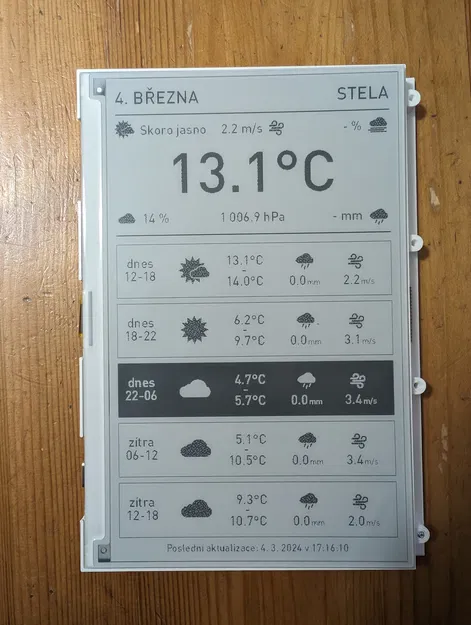 4. BŘEZNA STELA
Skoro jasno 2.2 m/s - %
13.1°C
14 % 1 006.9 hPa - mm
dnes 12-18 13.1°C - 14.0°C 0.0mm 2.2m/s
dnes 18-22 6.2°C - 9.7°C 0.0mm 3.1m/s
dnes 22-06 4.7°C - 5.7°C 0.0mm 3.4m/s
zítra 06-12 5.1°C - 10.5°C 0.0mm 3.4m/s
zítra 12-18 9.3°C - 10.7°C 0.0mm 2.0m/s
Poslední aktualizace: 4. 3. 2024 v 17:16:10